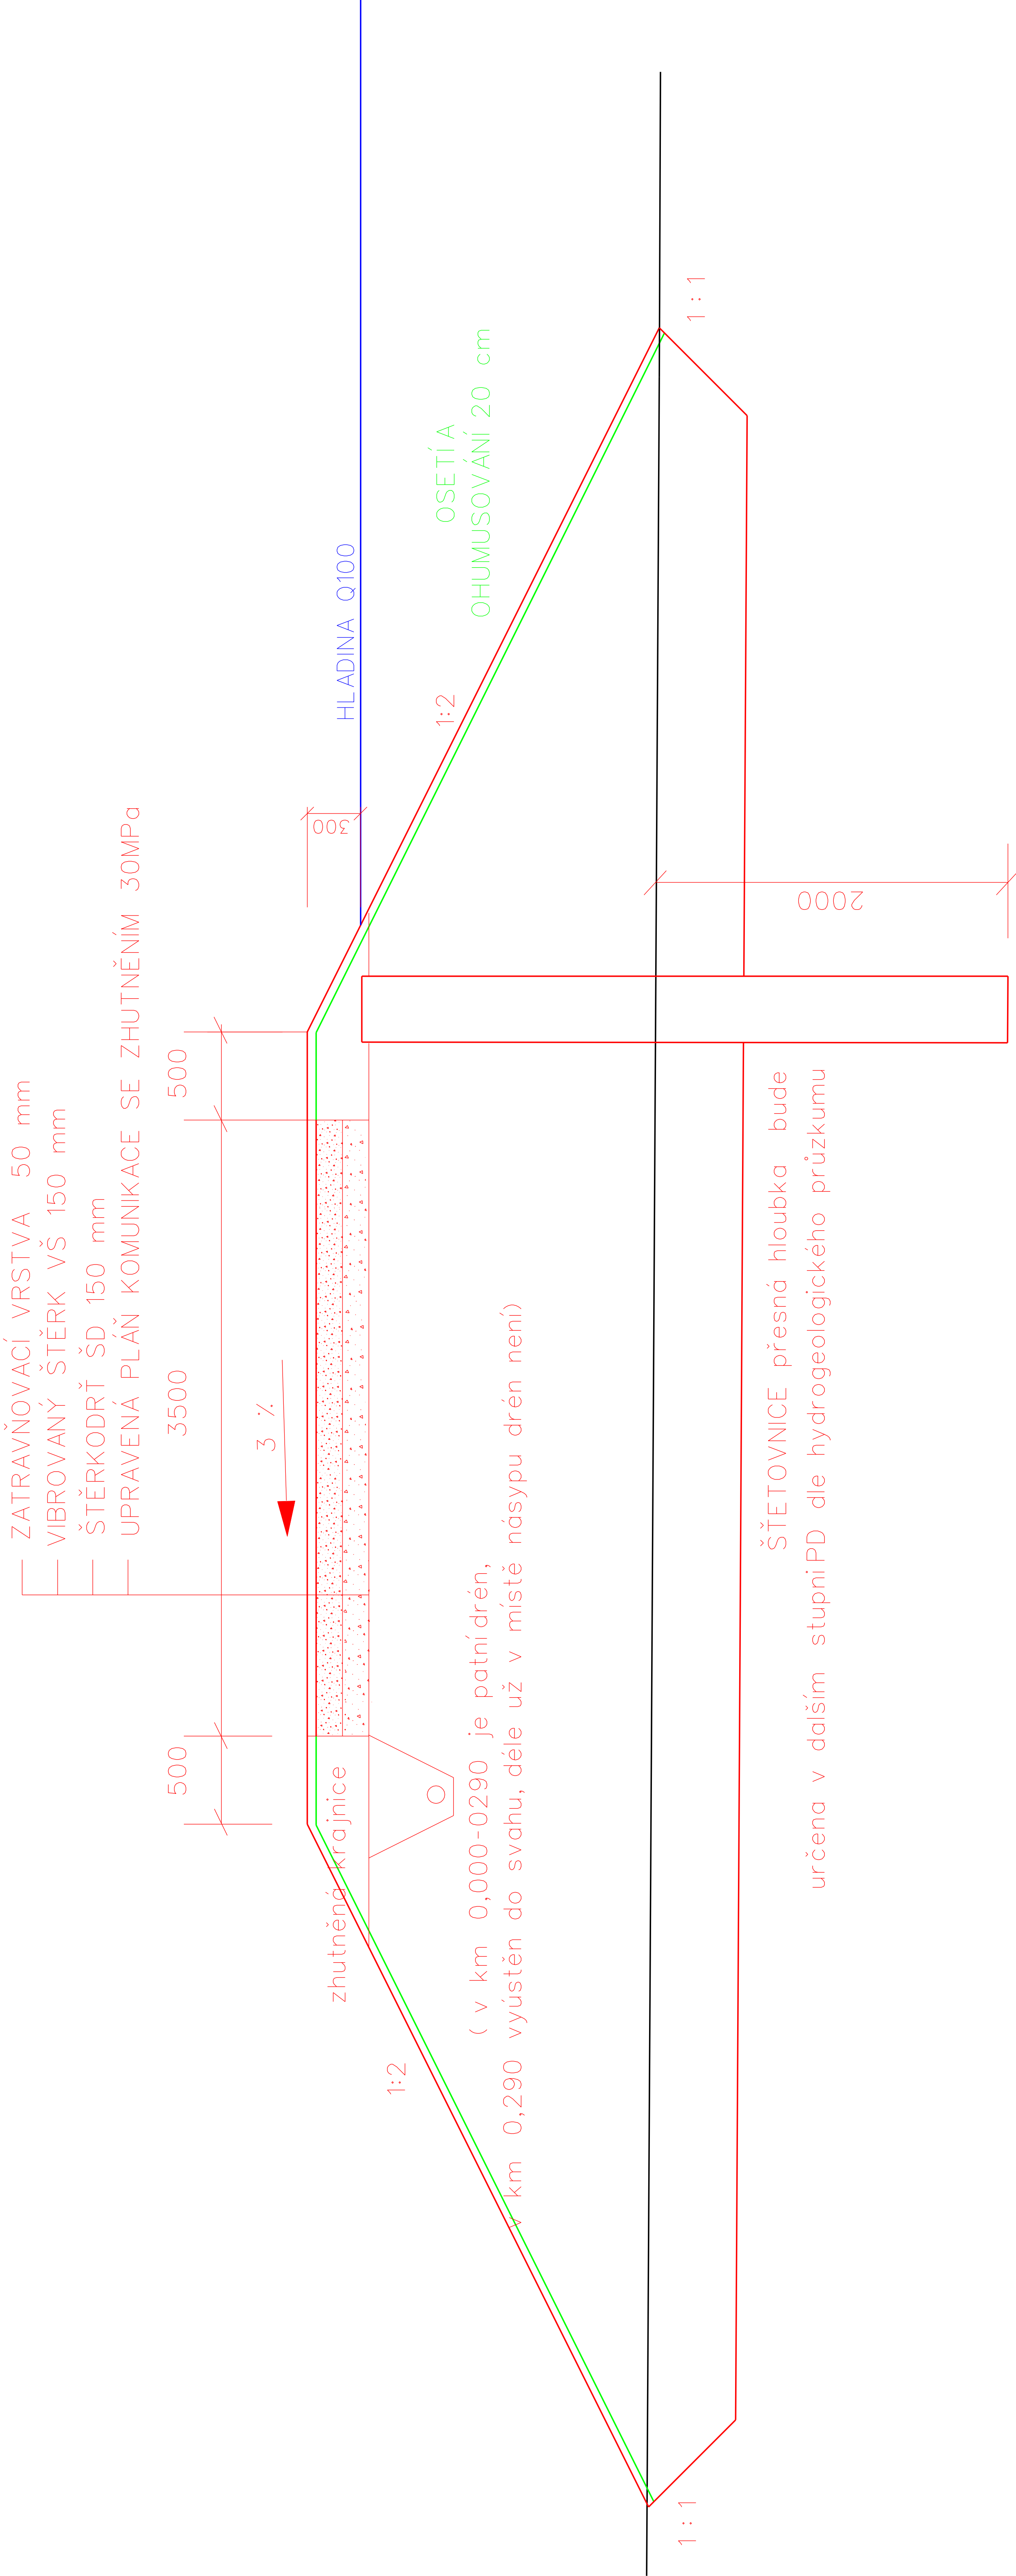 ZATRAVŇOVACÍ VRSTVA 50 mm
VIBROVANÝ ŠTĚRK VŠ 150 mm
ŠTĚRKODRŤ ŠD 150 mm
UPRAVENÁ PLÁŇ KOMUNIKACE SE ZHUTNĚNÍM 30MPa
500
3500
500
3 %
300
HLADINA Q100
zhutněná krajnice
1:2
1:2
OSETÍ A
OHUMUSOVÁNÍ 20 cm
( v km 0,000-0290 je patní drén,
v km 0,290 vyústěn do svahu, déle už v místě násypu drén není)
1:1
1:1
2000
ŠŤETOVNICE přesná hloubka bude
určena v dalším stupni PD dle hydrogeologického průzkumu